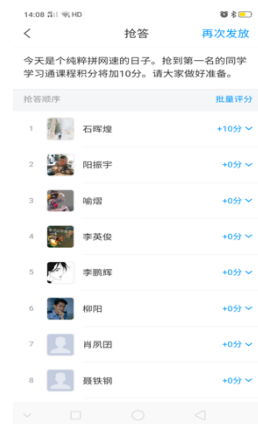 14:08 HD
抢答
再次发放
今天是个纯粹拼网速的日子。抢到第一名的同学
学习通课程积分将加10分。请大家做好准备。
抢答顺序 批量评分
1 石晖煌 +10分
2 阳振宇 +0分
3 喻熠 +0分
4 李英俊 +0分
5 李鹏辉 +0分
6 柳阳 +0分
7 肖夙团 +0分
8 聂铁钢 +0分